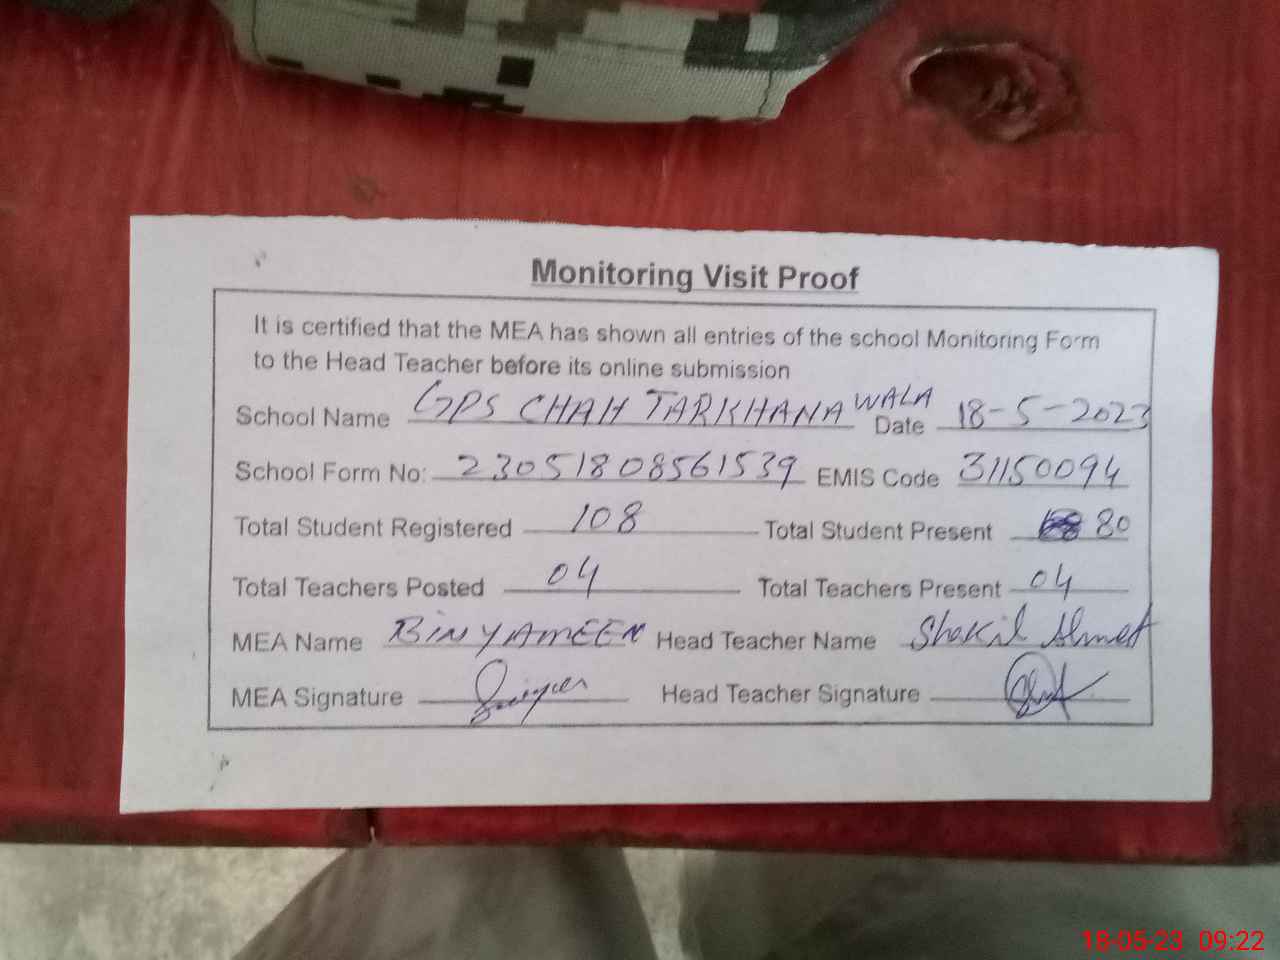 Monitoring Visit Proof
It is certified that the MEA has shown all entries of the school Monitoring Form
to the Head Teacher before its online submission
School Name GPS CHAH TARKHANA WALA Date 18-5-2023
School Form No: 23051808561539 EMIS Code 31150094
Total Student Registered 108 Total Student Present 80
Total Teachers Posted 04 Total Teachers Present 04
MEA Name BINYAMEEN Head Teacher Name Shakil Ahmed
MEA Signature Head Teacher Signature
18-05-23 09:22